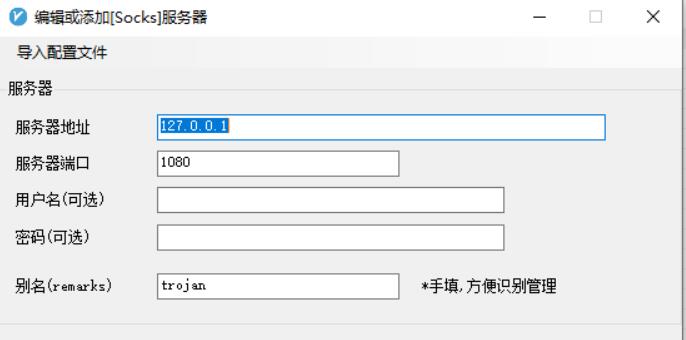 编辑或添加[Socks]服务器
导入配置文件
服务器
服务器地址 127.0.0.1
服务器端口 1080
用户名(可选)
密码(可选)
别名(remarks) trojan *手填,方便识别管理